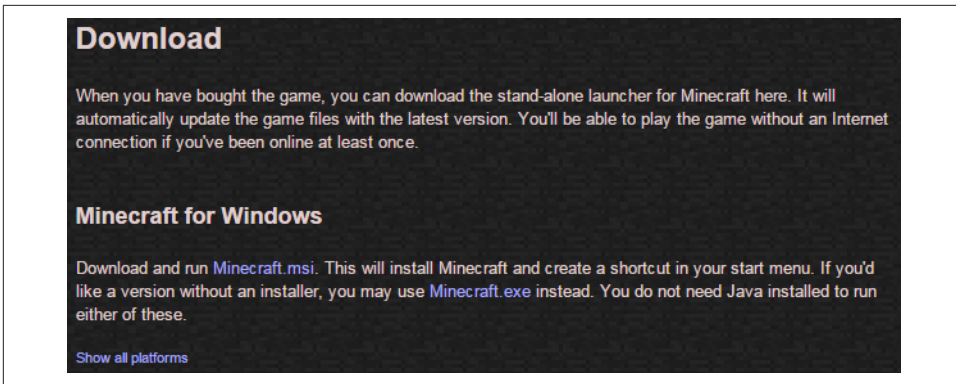 Download
When you have bought the game, you can download the stand-alone launcher for Minecraft here. It will
automatically update the game files with the latest version. You'll be able to play the game without an Internet
connection if you've been online at least once.
Minecraft for Windows
Download and run Minecraft.msi. This will install Minecraft and create a shortcut in your start menu. If you'd
like a version without an installer, you may use Minecraft.exe instead. You do not need Java installed to run
either of these.
Show all platforms